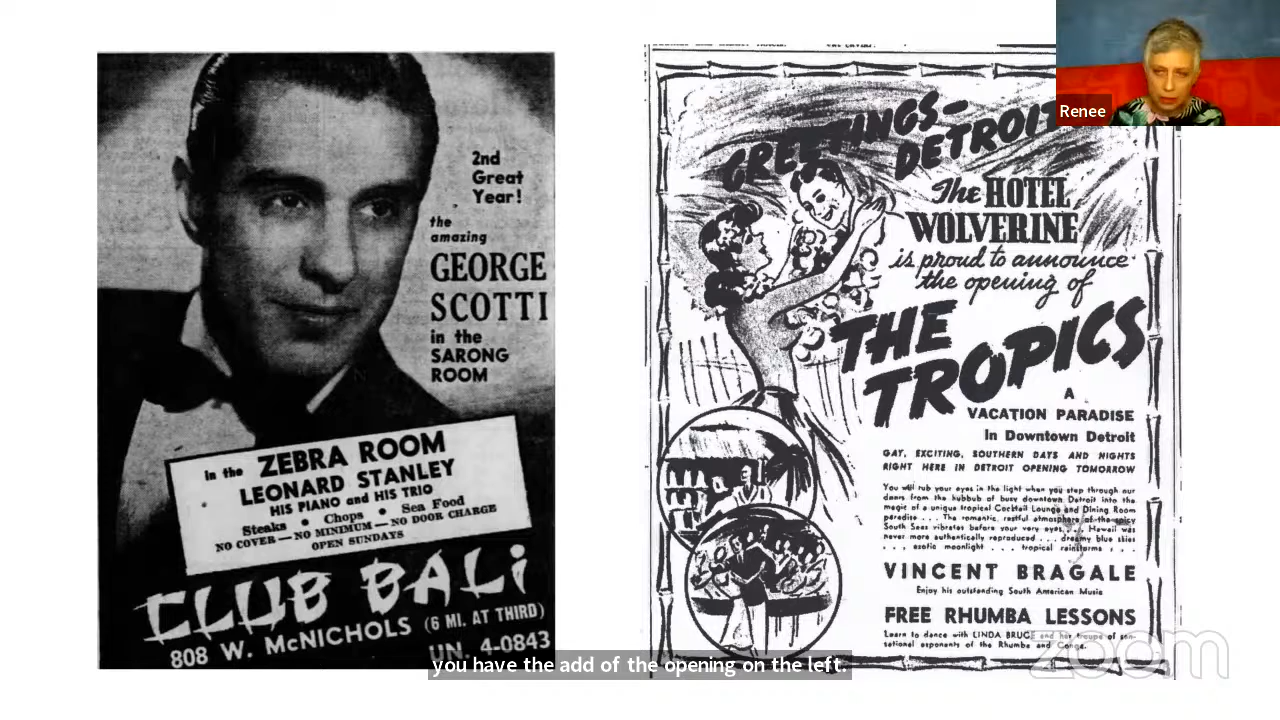 2nd
Great
Year!
the
amazing
GEORGE
SCOTTI
in the
SARONG
ROOM
in the ZEBRA ROOM
LEONARD STANLEY
HIS PIANO and HIS TRIO
Steaks • Chops • Sea Food
NO COVER — NO MINIMUM — NO DOOR CHARGE
OPEN SUNDAYS
CLUB BALi
808 W. McNICHOLS (6 MI. AT THIRD)
UN. 4-0843
GREETINGS-
DETROIT
The HOTEL
WOLVERINE
is proud to announce
the opening of
THE
TROPICS
A
VACATION PARADISE
In Downtown Detroit
GAY, EXCITING, SOUTHERN DAYS AND NIGHTS
RIGHT HERE IN DETROIT OPENING TOMORROW
You will rub your eyes in the light when you step through our
doors from the hubbub of busy downtown Detroit into the
magic of a unique tropical Cocktail Lounge and Dining Room
paradise . . . The romantic, restful atmosphere of the spicy
South Seas vibrates before your very eyes . . . Hawaii was
never more authentically reproduced . . . dreamy blue skies
. . . exotic moonlight . . . tropical rainstorms . . .
VINCENT BRAGALE
Enjoy his outstanding South American Music
FREE RHUMBA LESSONS
Learn to dance with LINDA BRUCE and her troupe of sen-
sational exponents of the Rhumba and Conga.
Renee
you have the add of the opening on the left.
zoom